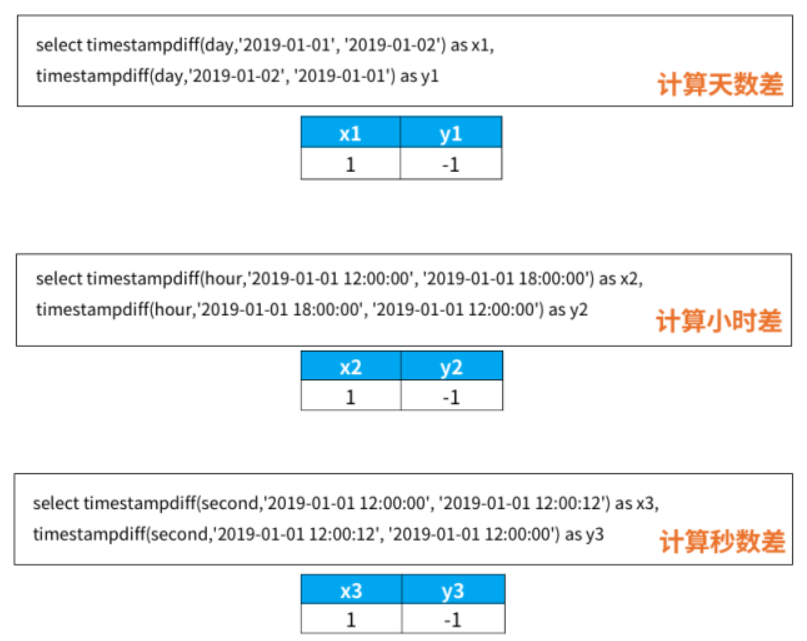 select timestampdiff(day,'2019-01-01', '2019-01-02') as x1,
timestampdiff(day,'2019-01-02', '2019-01-01') as y1
计算天数差
x1 y1
1 -1
select timestampdiff(hour,'2019-01-01 12:00:00', '2019-01-01 18:00:00') as x2,
timestampdiff(hour,'2019-01-01 18:00:00', '2019-01-01 12:00:00') as y2
计算小时差
x2 y2
1 -1
select timestampdiff(second,'2019-01-01 12:00:00', '2019-01-01 12:00:12') as x3,
timestampdiff(second,'2019-01-01 12:00:12', '2019-01-01 12:00:00') as y3
计算秒数差
x3 y3
1 -1